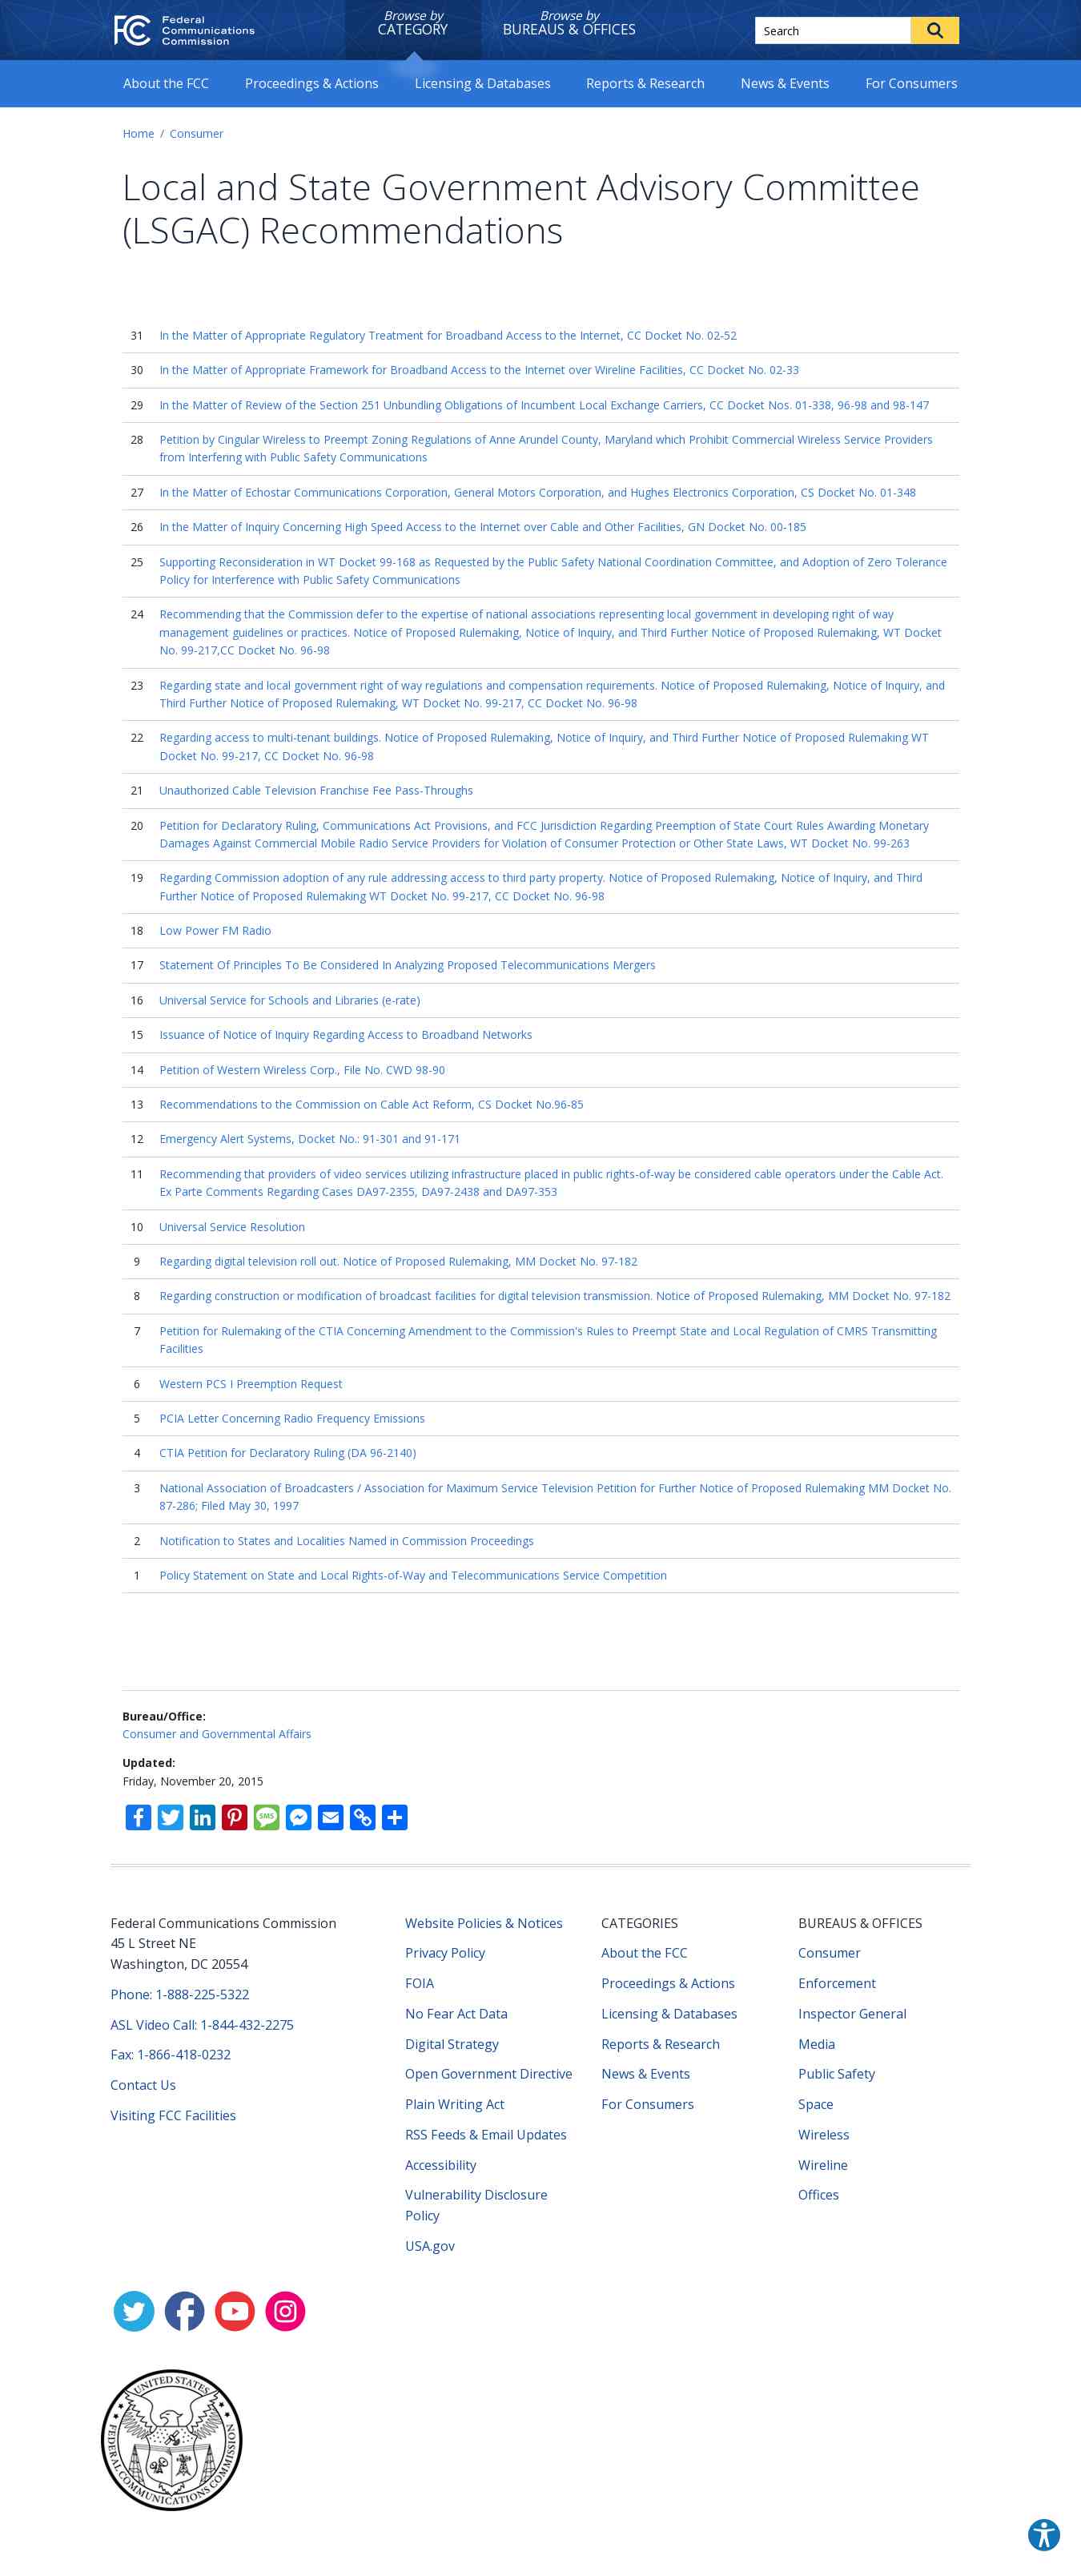 FCC Federal
Communications
Commission
Browse by
CATEGORY
Browse by
BUREAUS & OFFICES
Search
About the FCC
Proceedings & Actions
Licensing & Databases
Reports & Research
News & Events
For Consumers
Home / Consumer
Local and State Government Advisory Committee
(LSGAC) Recommendations
31 In the Matter of Appropriate Regulatory Treatment for Broadband Access to the Internet, CC Docket No. 02-52
30 In the Matter of Appropriate Framework for Broadband Access to the Internet over Wireline Facilities, CC Docket No. 02-33
29 In the Matter of Review of the Section 251 Unbundling Obligations of Incumbent Local Exchange Carriers, CC Docket Nos. 01-338, 96-98 and 98-147
28 Petition by Cingular Wireless to Preempt Zoning Regulations of Anne Arundel County, Maryland which Prohibit Commercial Wireless Service Providers
from Interfering with Public Safety Communications
27 In the Matter of Echostar Communications Corporation, General Motors Corporation, and Hughes Electronics Corporation, CS Docket No. 01-348
26 In the Matter of Inquiry Concerning High Speed Access to the Internet over Cable and Other Facilities, GN Docket No. 00-185
25 Supporting Reconsideration in WT Docket 99-168 as Requested by the Public Safety National Coordination Committee, and Adoption of Zero Tolerance
Policy for Interference with Public Safety Communications
24 Recommending that the Commission defer to the expertise of national associations representing local government in developing right of way
management guidelines or practices. Notice of Proposed Rulemaking, Notice of Inquiry, and Third Further Notice of Proposed Rulemaking, WT Docket
No. 99-217,CC Docket No. 96-98
23 Regarding state and local government right of way regulations and compensation requirements. Notice of Proposed Rulemaking, Notice of Inquiry, and
Third Further Notice of Proposed Rulemaking, WT Docket No. 99-217, CC Docket No. 96-98
22 Regarding access to multi-tenant buildings. Notice of Proposed Rulemaking, Notice of Inquiry, and Third Further Notice of Proposed Rulemaking WT
Docket No. 99-217, CC Docket No. 96-98
21 Unauthorized Cable Television Franchise Fee Pass-Throughs
20 Petition for Declaratory Ruling, Communications Act Provisions, and FCC Jurisdiction Regarding Preemption of State Court Rules Awarding Monetary
Damages Against Commercial Mobile Radio Service Providers for Violation of Consumer Protection or Other State Laws, WT Docket No. 99-263
19 Regarding Commission adoption of any rule addressing access to third party property. Notice of Proposed Rulemaking, Notice of Inquiry, and Third
Further Notice of Proposed Rulemaking WT Docket No. 99-217, CC Docket No. 96-98
18 Low Power FM Radio
17 Statement Of Principles To Be Considered In Analyzing Proposed Telecommunications Mergers
16 Universal Service for Schools and Libraries (e-rate)
15 Issuance of Notice of Inquiry Regarding Access to Broadband Networks
14 Petition of Western Wireless Corp., File No. CWD 98-90
13 Recommendations to the Commission on Cable Act Reform, CS Docket No.96-85
12 Emergency Alert Systems, Docket No.: 91-301 and 91-171
11 Recommending that providers of video services utilizing infrastructure placed in public rights-of-way be considered cable operators under the Cable Act.
Ex Parte Comments Regarding Cases DA97-2355, DA97-2438 and DA97-353
10 Universal Service Resolution
9 Regarding digital television roll out. Notice of Proposed Rulemaking, MM Docket No. 97-182
8 Regarding construction or modification of broadcast facilities for digital television transmission. Notice of Proposed Rulemaking, MM Docket No. 97-182
7 Petition for Rulemaking of the CTIA Concerning Amendment to the Commission's Rules to Preempt State and Local Regulation of CMRS Transmitting
Facilities
6 Western PCS I Preemption Request
5 PCIA Letter Concerning Radio Frequency Emissions
4 CTIA Petition for Declaratory Ruling (DA 96-2140)
3 National Association of Broadcasters / Association for Maximum Service Television Petition for Further Notice of Proposed Rulemaking MM Docket No.
87-286; Filed May 30, 1997
2 Notification to States and Localities Named in Commission Proceedings
1 Policy Statement on State and Local Rights-of-Way and Telecommunications Service Competition
Bureau/Office:
Consumer and Governmental Affairs
Updated:
Friday, November 20, 2015
SMS
Federal Communications Commission
45 L Street NE
Washington, DC 20554
Phone: 1-888-225-5322
ASL Video Call: 1-844-432-2275
Fax: 1-866-418-0232
Contact Us
Visiting FCC Facilities
Website Policies & Notices
Privacy Policy
FOIA
No Fear Act Data
Digital Strategy
Open Government Directive
Plain Writing Act
RSS Feeds & Email Updates
Accessibility
Vulnerability Disclosure
Policy
USA.gov
CATEGORIES
About the FCC
Proceedings & Actions
Licensing & Databases
Reports & Research
News & Events
For Consumers
BUREAUS & OFFICES
Consumer
Enforcement
Inspector General
Media
Public Safety
Space
Wireless
Wireline
Offices
UNITED STATES
FEDERAL COMMUNICATIONS COMMISSION